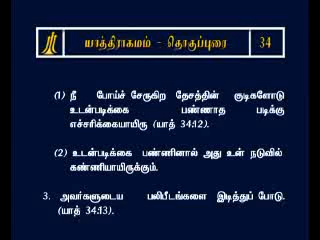 யாத்திராகமம் - தொகுப்புரை 34
(1) நீ போய்ச் சேருகிற தேசத்தின் குடிகளோடு
உடன்படிக்கை பண்ணாத படிக்கு
எச்சரிக்கையாயிரு (யாத் 34:12).
(2) உடன்படிக்கை பண்ணினால் அது உன் நடுவில்
கண்ணியாயிருக்கும்.
3. அவர்களுடைய பலிபீடங்களை இடித்துப் போடு.
(யாத் 34:13).